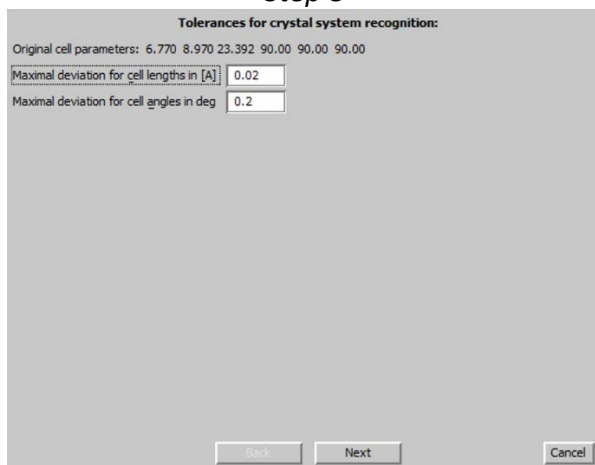 Tolerances for crystal system recognition:
Original cell parameters: 6.770 8.970 23.392 90.00 90.00 90.00
Maximal deviation for cell lengths in [A] 0.02
Maximal deviation for cell angles in deg 0.2
Back Next Cancel